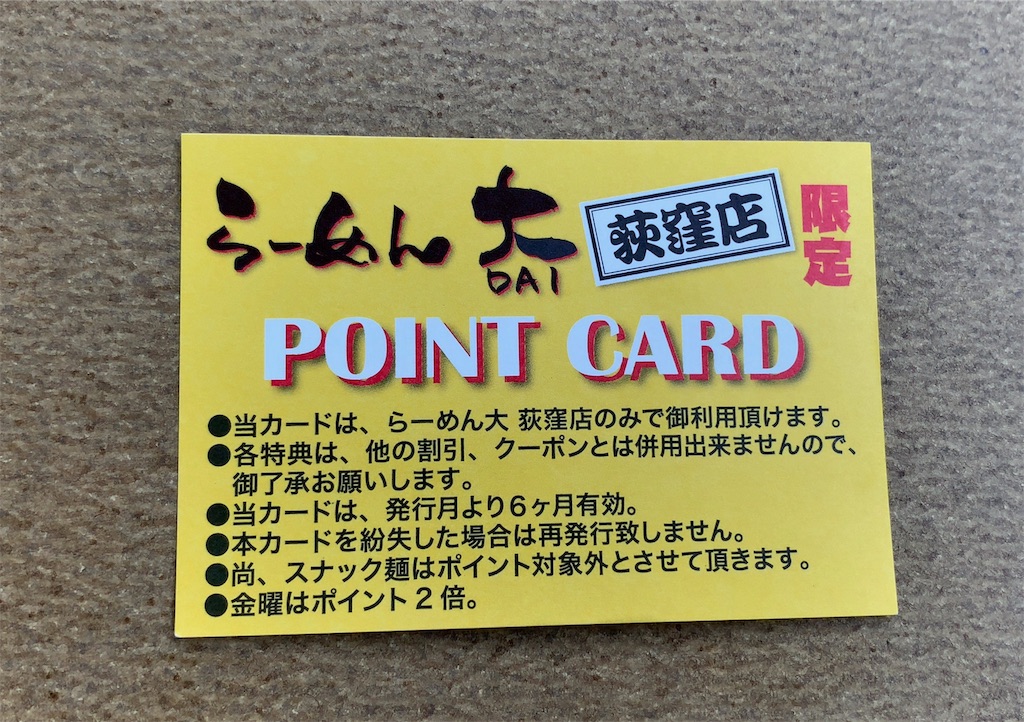 らーめん 大 荻窪店 限定
DAI
POINT CARD
●当カードは、らーめん大 荻窪店のみで御利用頂けます。
●各特典は、他の割引、クーポンとは併用出来ませんので、
御了承お願いします。
●当カードは、発行月より6ヶ月有効。
●本カードを紛失した場合は再発行致しません。
●尚、スナック麺はポイント対象外とさせて頂きます。
●金曜はポイント2倍。